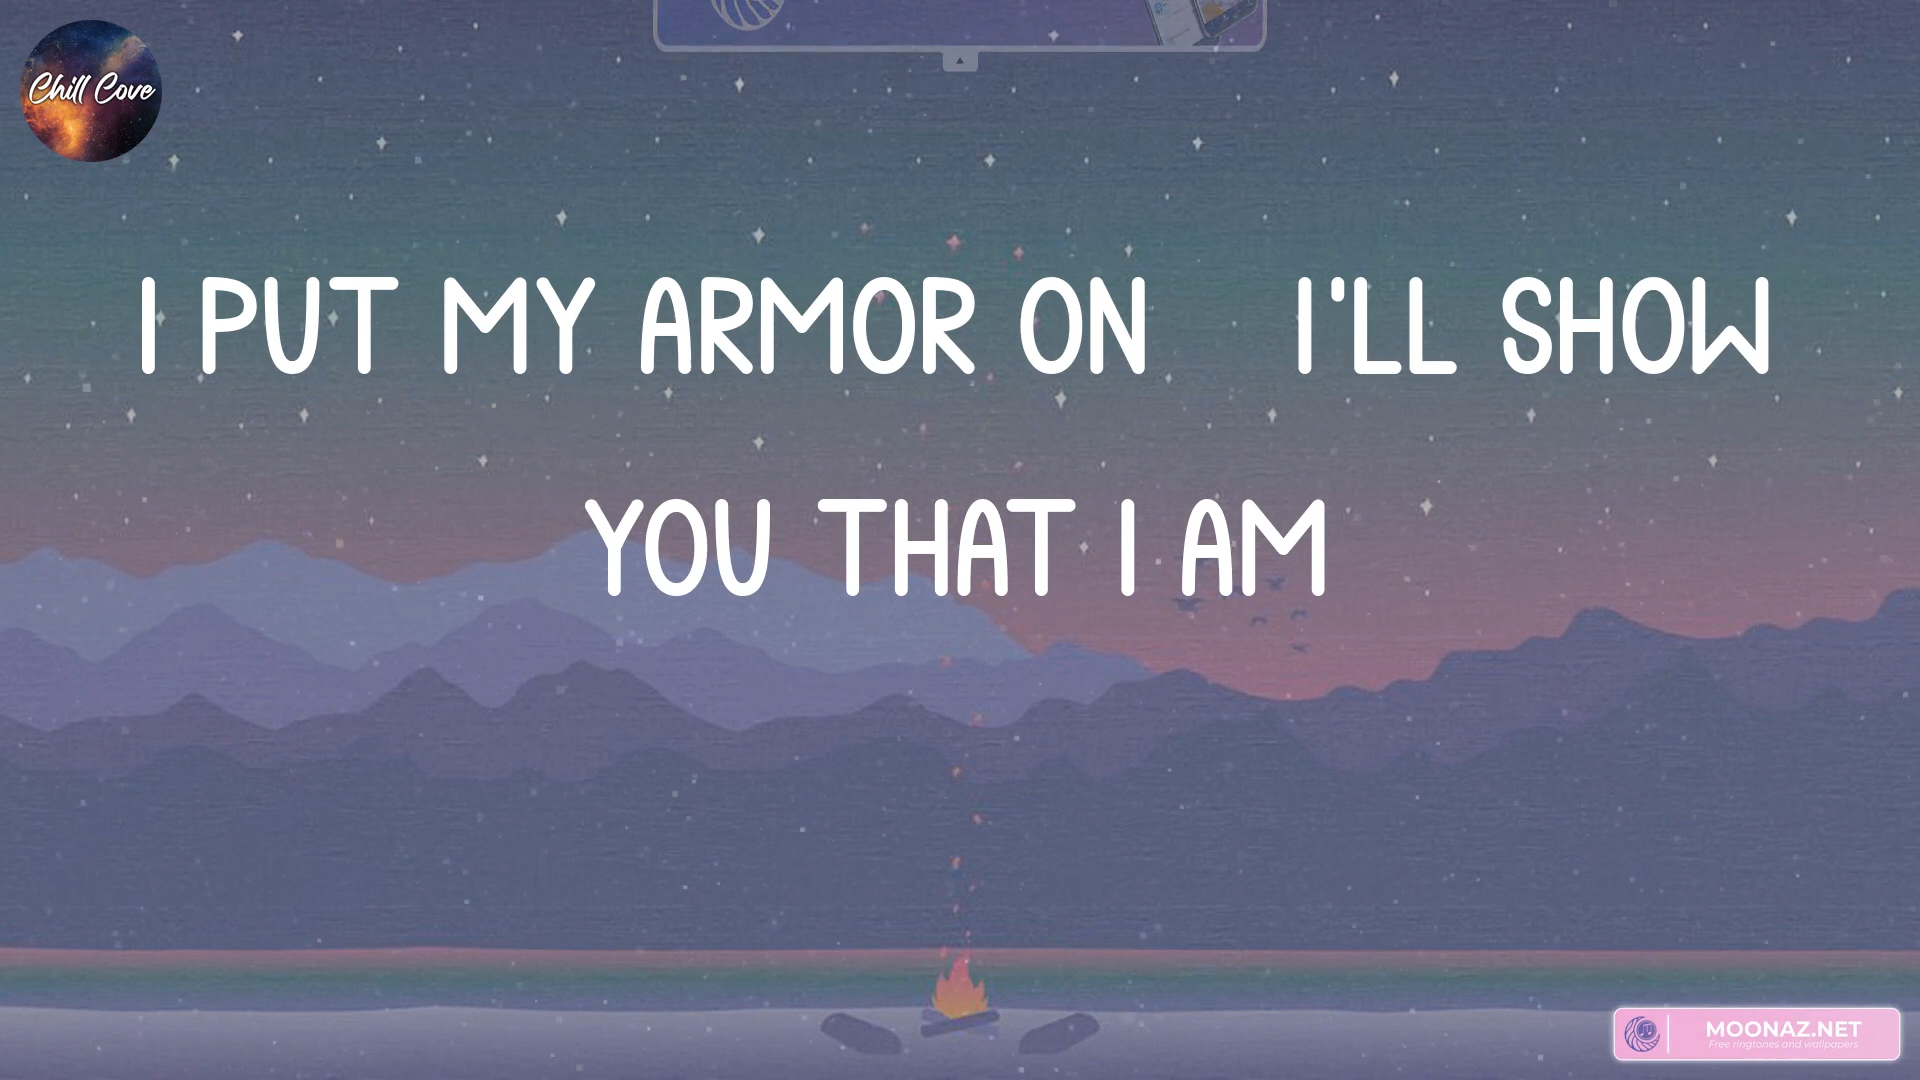 Chill Cove
I PUT MY ARMOR ON I'LL SHOW
YOU THAT I AM
MOONAZ.NET
Free ringtones and wallpapers